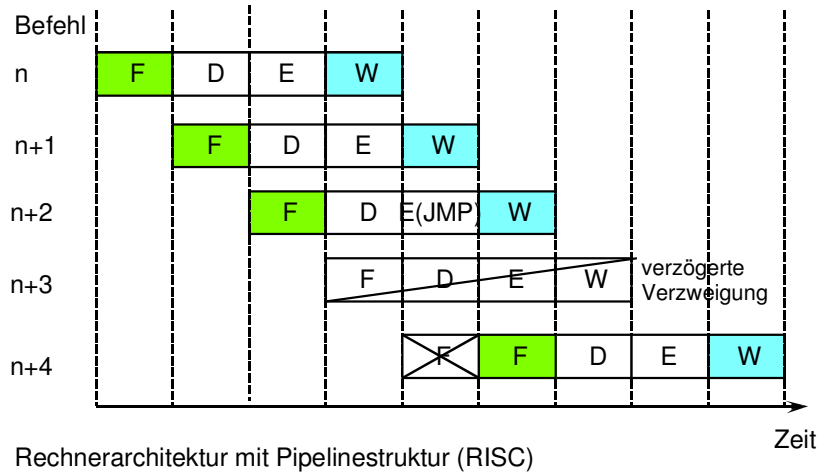 Befehl
n F D E W
n+1 F D E W
n+2 F D E(JMP) W
n+3 F D E W verzögerte
Verzweigung
n+4 F F D E W
Zeit
Rechnerarchitektur mit Pipelinestruktur (RISC)